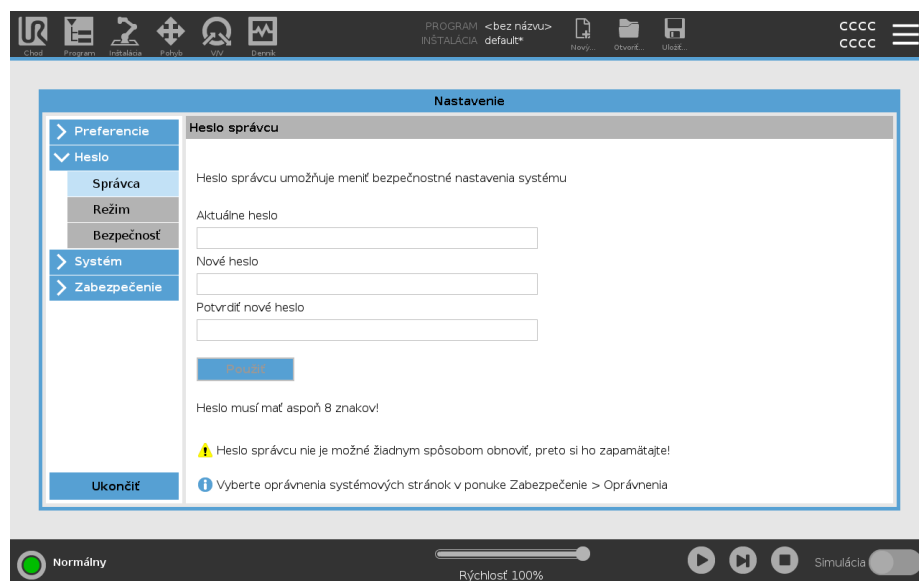 UR
PROGRAM <bez názvu>
INŠTALÁCIA default*
Chod Program Inštalácia Pohyb V/V Denník Nový... Otvoriť... Uložiť...
CCCC
CCCC
Nastavenie
Preferencie
Heslo
Správca
Režim
Bezpečnosť
Systém
Zabezpečenie
Ukončiť
Heslo správcu
Heslo správcu umožňuje meniť bezpečnostné nastavenia systému
Aktuálne heslo
Nové heslo
Potvrdiť nové heslo
Použiť
Heslo musí mať aspoň 8 znakov!
Heslo správcu nie je možné žiadnym spôsobom obnoviť, preto si ho zapamätajte!
Vyberte oprávnenia systémových stránok v ponuke Zabezpečenie > Oprávnenia
Normálny
Rýchlosť 100%
Simulácia